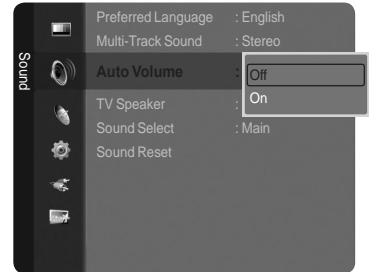 Sound
Preferred Language : English
Multi-Track Sound : Stereo
Auto Volume : Off
On
TV Speaker :
Sound Select : Main
Sound Reset